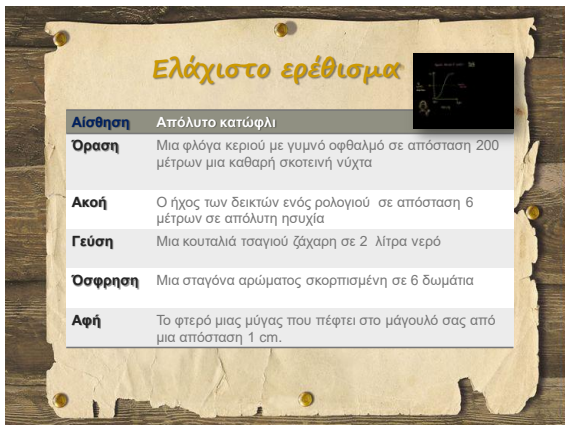 Ελάχιστο ερέθισμα
Αίσθηση Απόλυτο κατώφλι
Όραση Μια φλόγα κεριού με γυμνό οφθαλμό σε απόσταση 200
μέτρων μια καθαρή σκοτεινή νύχτα
Ακοή Ο ήχος των δεικτών ενός ρολογιού σε απόσταση 6
μέτρων σε απόλυτη ησυχία
Γεύση Μια κουταλιά τσαγιού ζάχαρη σε 2 λίτρα νερό
Όσφρηση Μια σταγόνα αρώματος σκορπισμένη σε 6 δωμάτια
Αφή Το φτερό μιας μύγας που πέφτει στο μάγουλό σας από
μια απόσταση 1 cm.